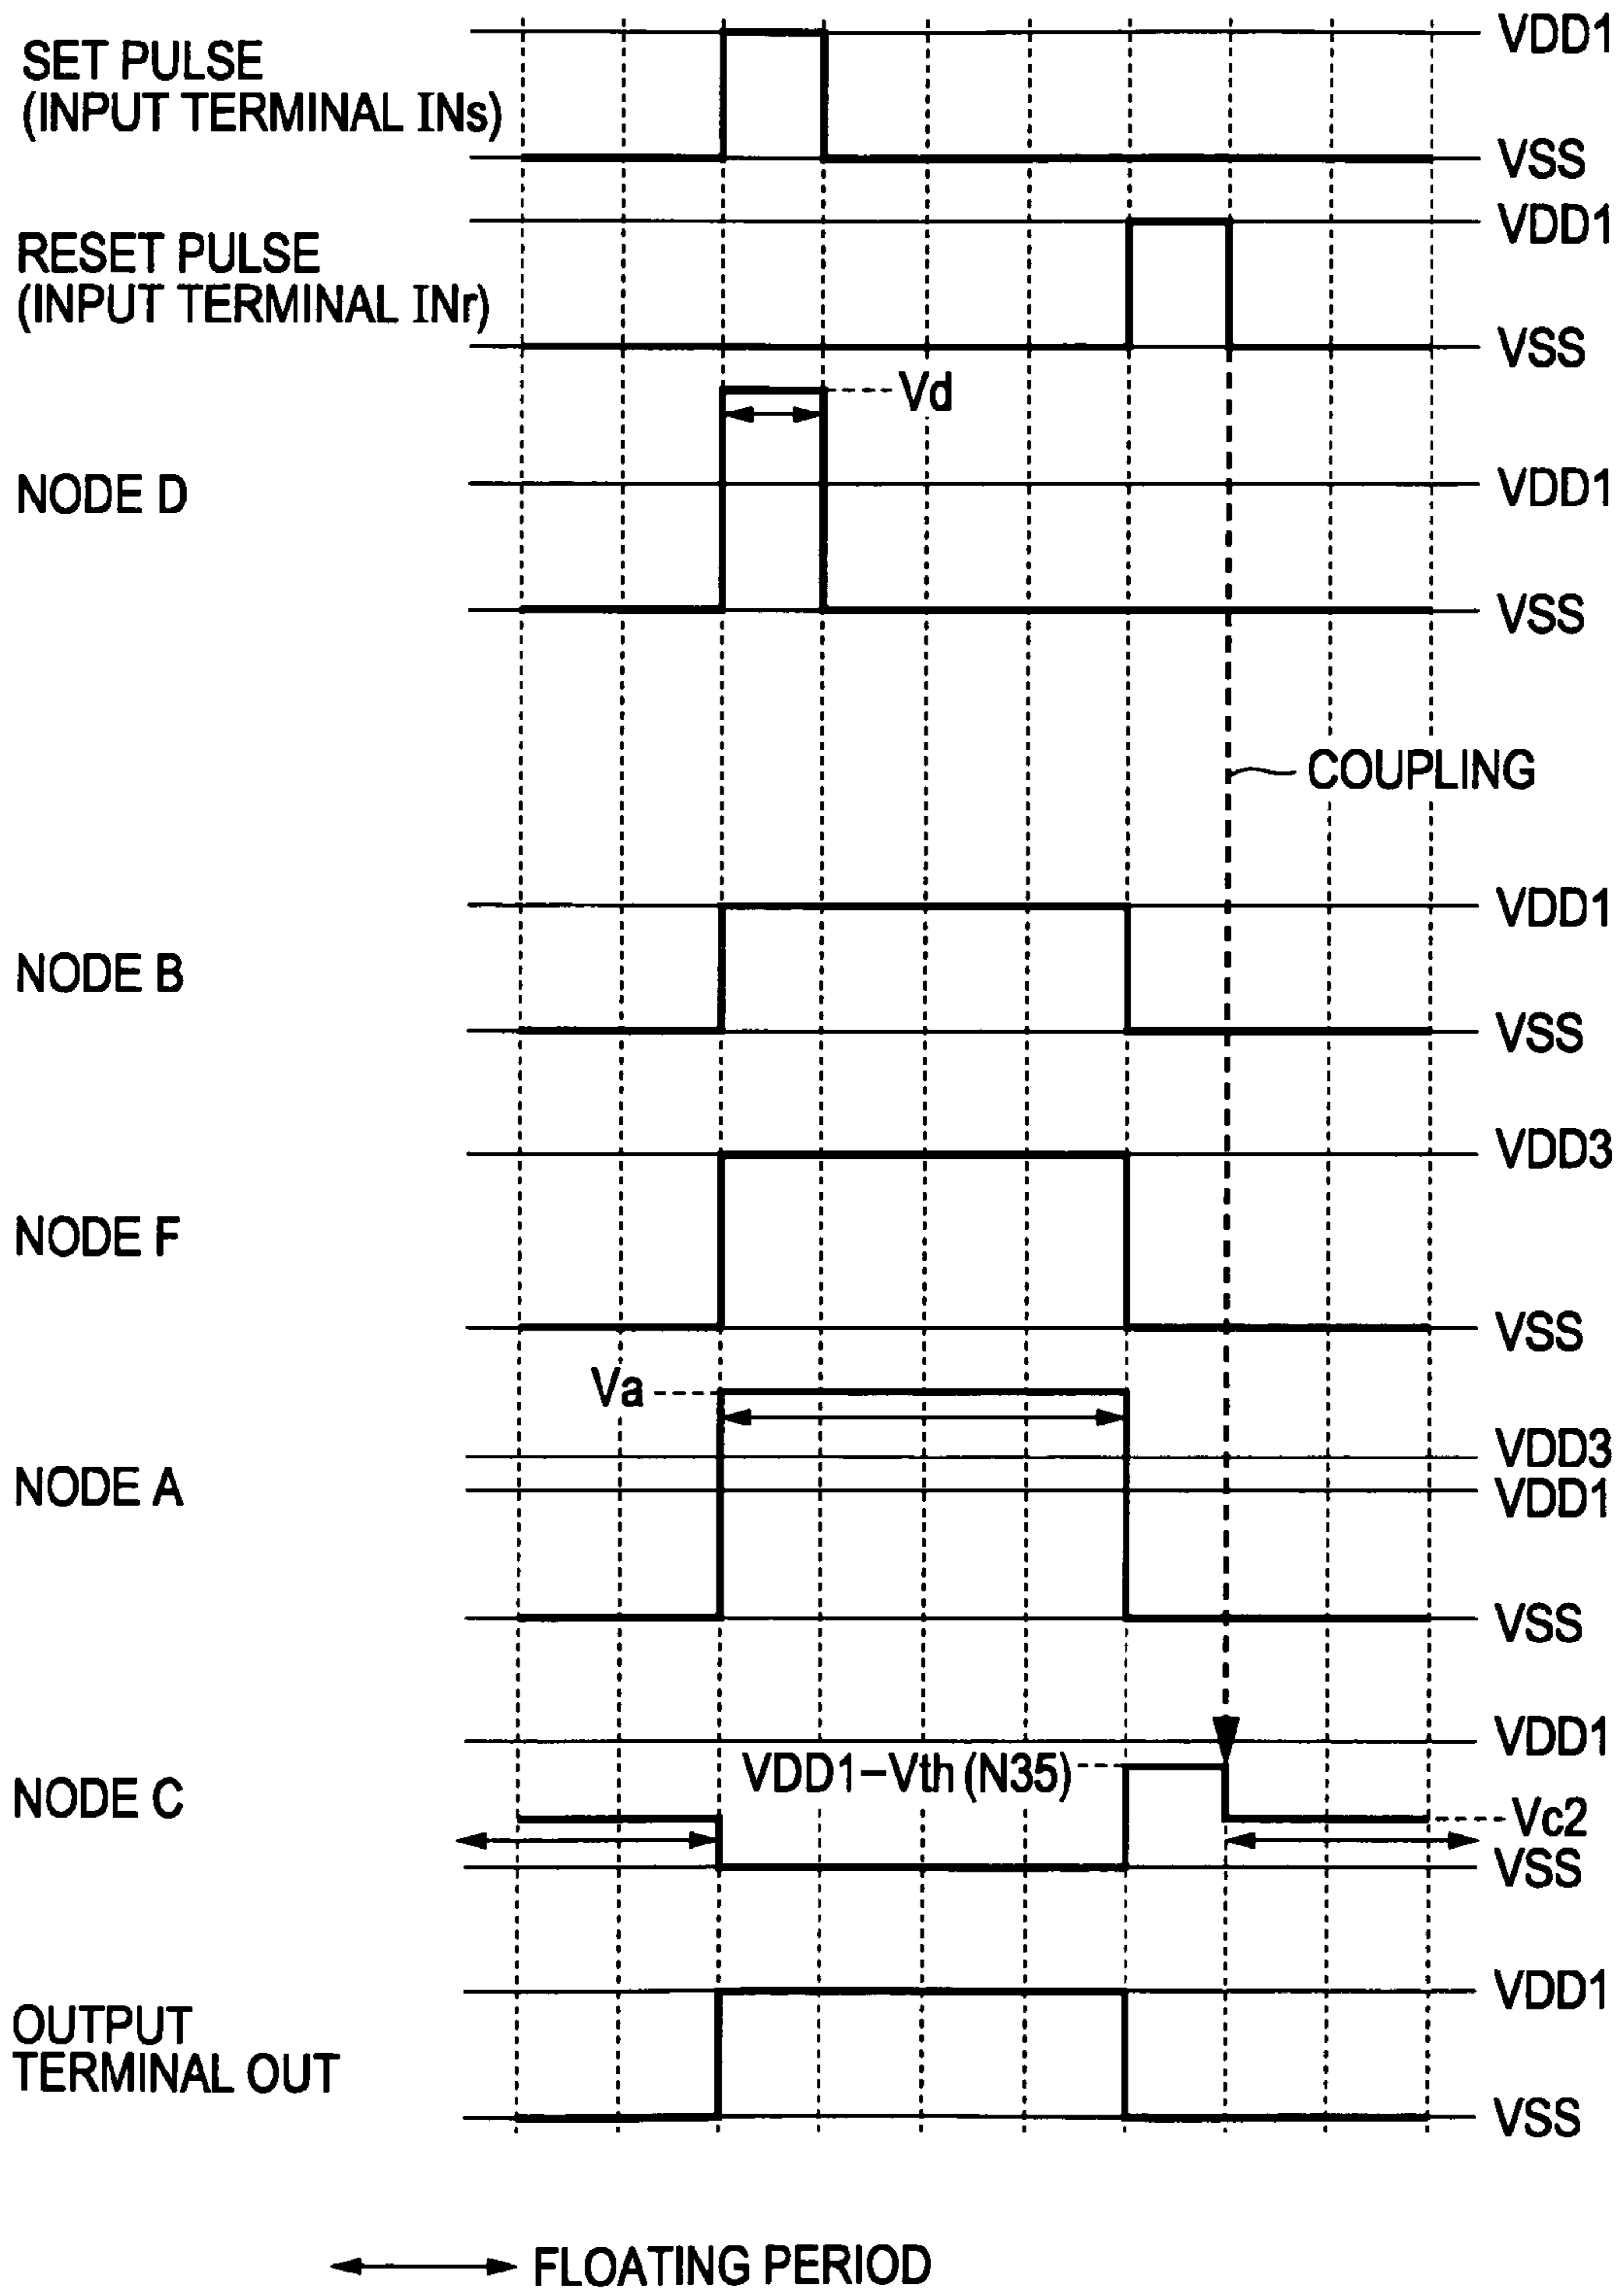 VDD1
SET PULSE
(INPUT TERMINAL INs)
VSS
VDD1
RESET PULSE
(INPUT TERMINAL INr)
VSS
Vd
NODE D
VDD1
VSS
COUPLING
VDD1
NODE B
VSS
VDD3
NODE F
VSS
Va
VDD3
NODE A
VDD1
VSS
VDD1
VDD1–Vth (N35)
NODE C
Vc2
VSS
VDD1
OUTPUT
TERMINAL OUT
VSS
FLOATING PERIOD